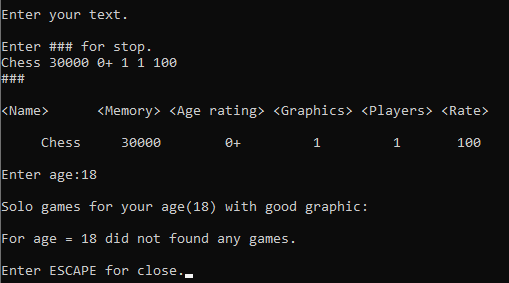 Enter your text.
Enter ### for stop.
Chess 30000 0+ 1 1 100
###
<Name> <Memory> <Age rating> <Graphics> <Players> <Rate>
Chess 30000 0+ 1 1 100
Enter age:18
Solo games for your age(18) with good graphic:
For age = 18 did not found any games.
Enter ESCAPE for close.